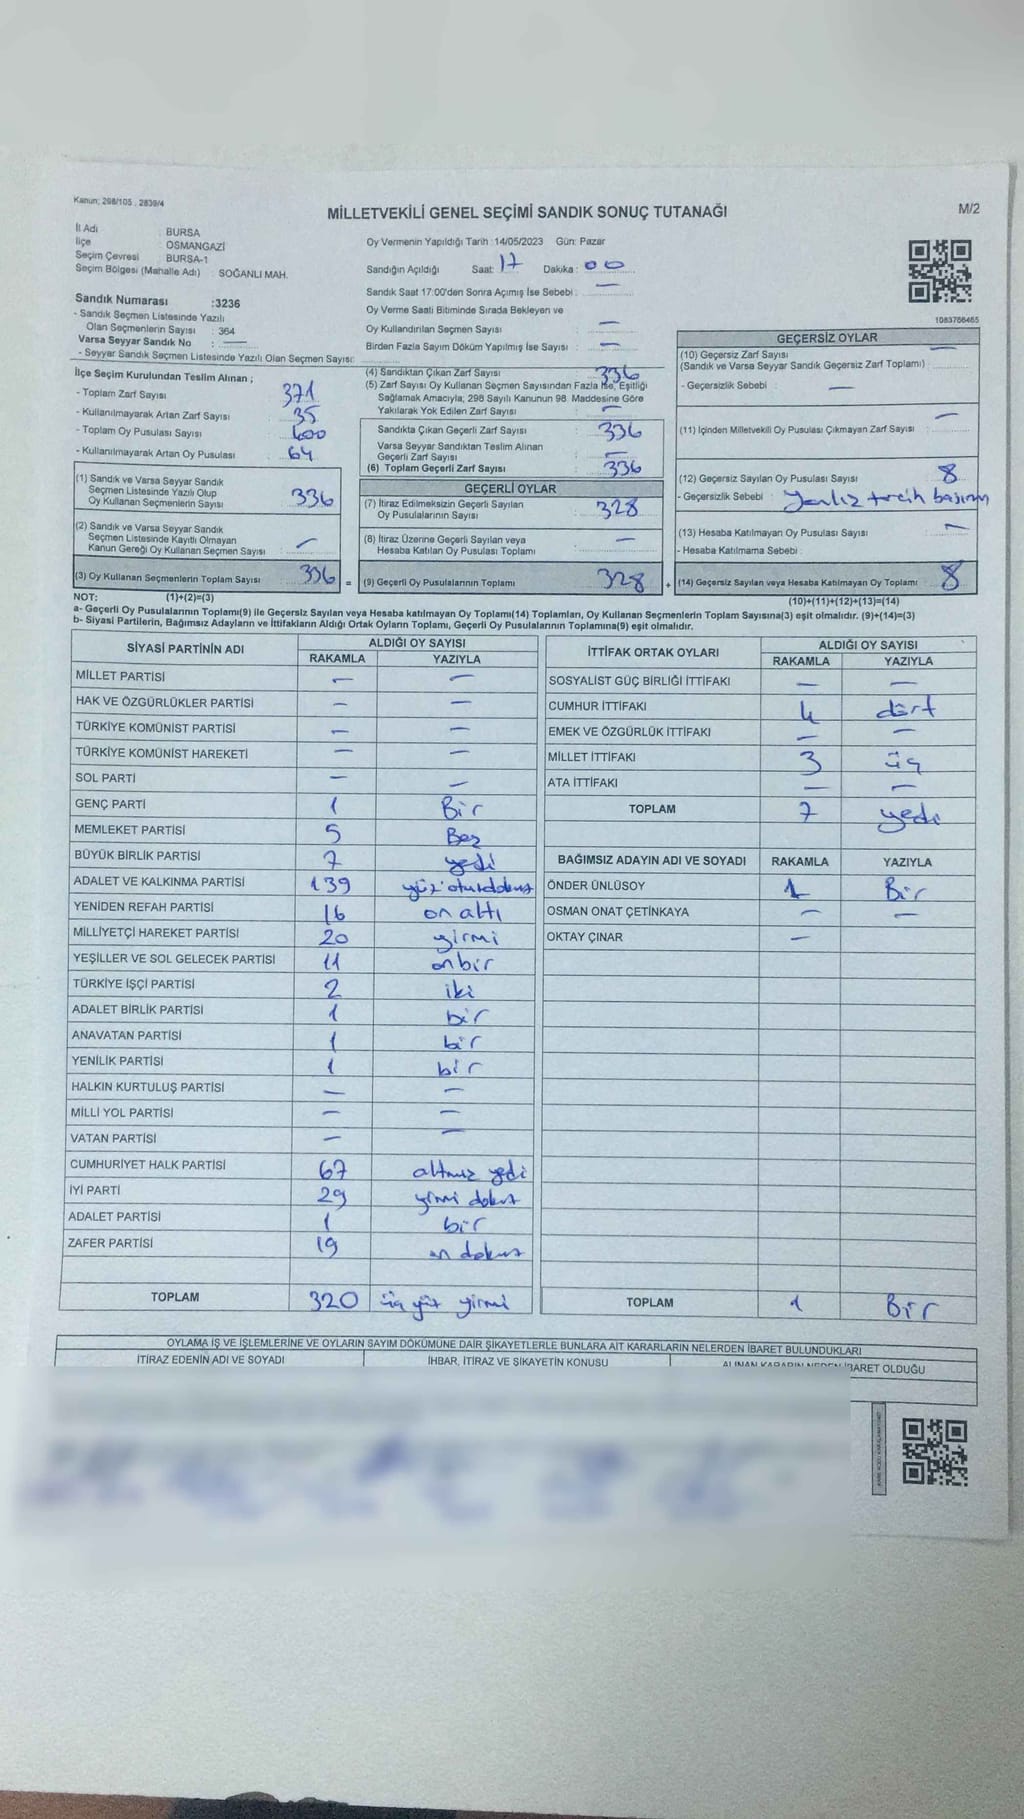 Kanun; 298/105 , 2839/4
MİLLETVEKİLİ GENEL SEÇİMİ SANDIK SONUÇ TUTANAĞI
M/2
İl Adı : BURSA
İlçe : OSMANGAZİ
Seçim Çevresi : BURSA-1
Seçim Bölgesi (Mahalle Adı) : SOĞANLI MAH.
Sandık Numarası :3236
- Sandık Seçmen Listesinde Yazılı
Olan Seçmenlerin Sayısı : 364
Varsa Seyyar Sandık No : —
- Seyyar Sandık Seçmen Listesinde Yazılı Olan Seçmen Sayısı:
Oy Vermenin Yapıldığı Tarih :14/05/2023 Gün: Pazar
Sandığın Açıldığı Saat: 17 Dakika : 00
Sandık Saat 17:00'den Sonra Açımış İse Sebebi : —
Oy Verme Saati Bitiminde Sırada Bekleyen ve
Oy Kullandırılan Seçmen Sayısı : —
Birden Fazla Sayım Döküm Yapılmış İse Sayısı : —
1083766465
İlçe Seçim Kurulundan Teslim Alınan ;
- Toplam Zarf Sayısı : 371
- Kullanılmayarak Artan Zarf Sayısı : 35
- Toplam Oy Pusulası Sayısı : 400
- Kullanılmayarak Artan Oy Pusulası : 64
(1) Sandık ve Varsa Seyyar Sandık
Seçmen Listesinde Yazılı Olup
Oy Kullanan Seçmenlerin Sayısı : 336
(2) Sandık ve Varsa Seyyar Sandık
Seçmen Listesinde Kayıtlı Olmayan
Kanun Gereği Oy Kullanan Seçmen Sayısı : —
(3) Oy Kullanan Seçmenlerin Toplam Sayısı : 336 =
(4) Sandıktan Çıkan Zarf Sayısı : 336
(5) Zarf Sayısı Oy Kullanan Seçmen Sayısından Fazla İse, Eşitliği
Sağlamak Amacıyla; 298 Sayılı Kanunun 98. Maddesine Göre
Yakılarak Yok Edilen Zarf Sayısı : —
Sandıkta Çıkan Geçerli Zarf Sayısı : 336
Varsa Seyyar Sandıktan Teslim Alınan
Geçerli Zarf Sayısı : —
(6) Toplam Geçerli Zarf Sayısı : 336
GEÇERLİ OYLAR
(7) İtiraz Edilmeksizin Geçerli Sayılan
Oy Pusulalarının Sayısı : 328
(8) İtiraz Üzerine Geçerli Sayılan veya
Hesaba Katılan Oy Pusulası Toplamı : —
(9) Geçerli Oy Pusulalarının Toplamı : 328 +
GEÇERSİZ OYLAR
(10) Geçersiz Zarf Sayısı —
(Sandık ve Varsa Seyyar Sandık Geçersiz Zarf Toplamı) :
- Geçersizlik Sebebi : —
(11) İçinden Milletvekili Oy Pusulası Çıkmayan Zarf Sayısı : —
(12) Geçersiz Sayılan Oy Pusulası Sayısı : 8
- Geçersizlik Sebebi :
(13) Hesaba Katılmayan Oy Pusulası Sayısı : —
- Hesaba Katılmama Sebebi :
(14) Geçersiz Sayılan veya Hesaba Katılmayan Oy Toplamı : 8
NOT: (1)+(2)=(3)
(10)+(11)+(12)+(13)=(14)
a- Geçerli Oy Pusulalarının Toplamı(9) ile Geçersiz Sayılan veya Hesaba katılmayan Oy Toplamı(14) Toplamları, Oy Kullanan Seçmenlerin Toplam Sayısına(3) eşit olmalıdır. (9)+(14)=(3)
b- Siyasi Partilerin, Bağımsız Adayların ve İttifakların Aldığı Ortak Oyların Toplamı, Geçerli Oy Pusulalarının Toplamına(9) eşit olmalıdır.
SİYASİ PARTİNİN ADI ALDIĞI OY SAYISI
RAKAMLA YAZIYLA
MİLLET PARTİSİ — —
HAK VE ÖZGÜRLÜKLER PARTİSİ — —
TÜRKİYE KOMÜNİST PARTİSİ — —
TÜRKİYE KOMÜNİST HAREKETİ — —
SOL PARTİ — —
GENÇ PARTİ 1 Bir
MEMLEKET PARTİSİ 5 Beş
BÜYÜK BİRLİK PARTİSİ 7 yedi
ADALET VE KALKINMA PARTİSİ 139 yüz otuzdokuz
YENİDEN REFAH PARTİSİ 16 on altı
MİLLİYETÇİ HAREKET PARTİSİ 20 yirmi
YEŞİLLER VE SOL GELECEK PARTİSİ 11 onbir
TÜRKİYE İŞÇİ PARTİSİ 2 iki
ADALET BİRLİK PARTİSİ 1 bir
ANAVATAN PARTİSİ 1 bir
YENİLİK PARTİSİ 1 bir
HALKIN KURTULUŞ PARTİSİ — —
MİLLİ YOL PARTİSİ — —
VATAN PARTİSİ — —
CUMHURİYET HALK PARTİSİ 67 altmış yedi
İYİ PARTİ 29 yirmi dokuz
ADALET PARTİSİ 1 bir
ZAFER PARTİSİ 19 on dokuz
TOPLAM 320 üç yüz yirmi
İTTİFAK ORTAK OYLARI ALDIĞI OY SAYISI
RAKAMLA YAZIYLA
SOSYALİST GÜÇ BİRLİĞİ İTTİFAKI — —
CUMHUR İTTİFAKI 4 dört
EMEK VE ÖZGÜRLÜK İTTİFAKI — —
MİLLET İTTİFAKI 3 üç
ATA İTTİFAKI — —
TOPLAM 7 yedi
BAĞIMSIZ ADAYIN ADI VE SOYADI RAKAMLA YAZIYLA
ÖNDER ÜNLÜSOY 1 Bir
OSMAN ONAT ÇETİNKAYA — —
OKTAY ÇINAR —
TOPLAM 1 Bir
OYLAMA İŞ VE İŞLEMLERİNE VE OYLARIN SAYIM DÖKÜMÜNE DAİR ŞİKAYETLERLE BUNLARA AİT KARARLARIN NELERDEN İBARET BULUNDUKLARI
İTİRAZ EDENİN ADI VE SOYADI İHBAR, İTİRAZ VE ŞİKAYETİN KONUSU ALINAN KARARIN NEDEN İBARET OLDUĞU